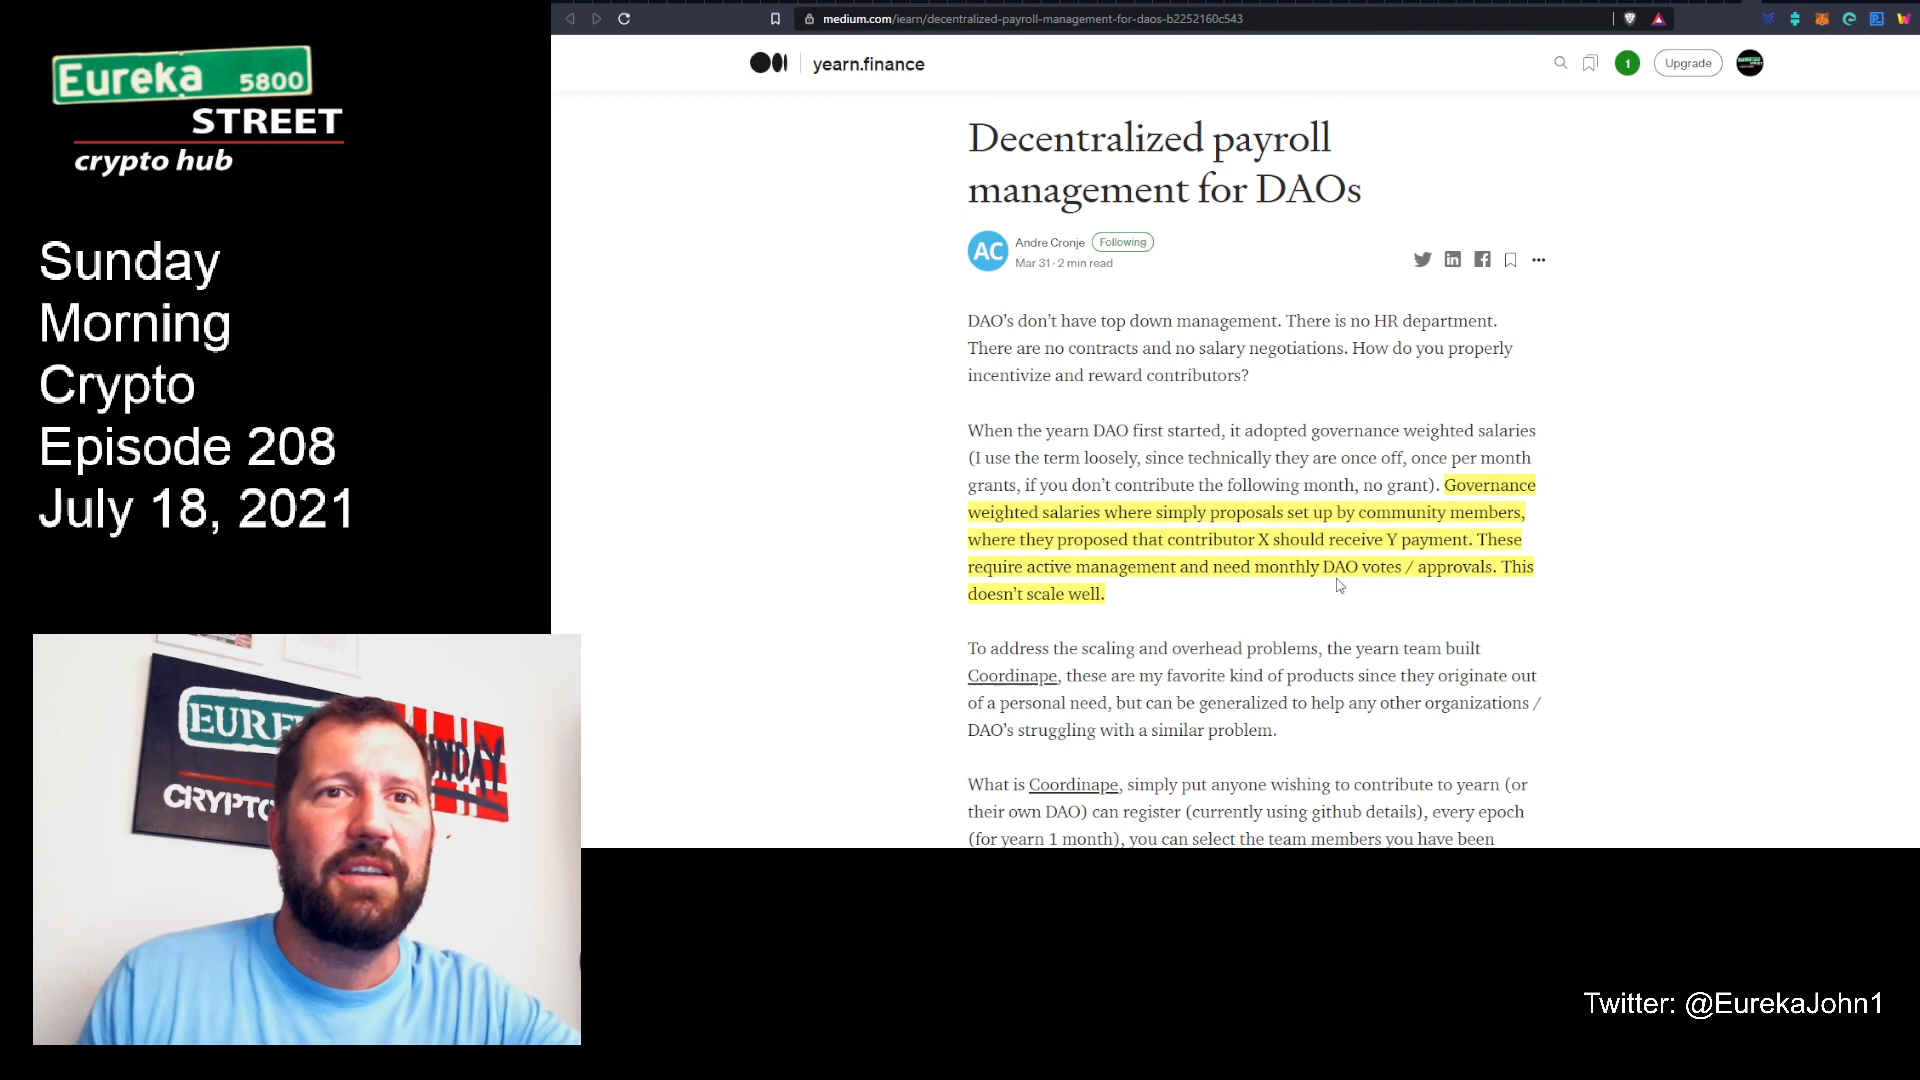 Eureka 5800
STREET
crypto hub
Sunday
Morning
Crypto
Episode 208
July 18, 2021
medium.com/iearn/decentralized-payroll-management-for-daos-b2252160c543
yearn.finance
1
Upgrade
Decentralized payroll
management for DAOs
AC
Andre Cronje Following
Mar 31 · 2 min read
DAO’s don’t have top down management. There is no HR department.
There are no contracts and no salary negotiations. How do you properly
incentivize and reward contributors?
When the yearn DAO first started, it adopted governance weighted salaries
(I use the term loosely, since technically they are once off, once per month
grants, if you don’t contribute the following month, no grant). Governance
weighted salaries where simply proposals set up by community members,
where they proposed that contributor X should receive Y payment. These
require active management and need monthly DAO votes / approvals. This
doesn’t scale well.
To address the scaling and overhead problems, the yearn team built
Coordinape, these are my favorite kind of products since they originate out
of a personal need, but can be generalized to help any other organizations /
DAO’s struggling with a similar problem.
What is Coordinape, simply put anyone wishing to contribute to yearn (or
their own DAO) can register (currently using github details), every epoch
(for yearn 1 month), you can select the team members you have been
EURE
CRYPTO
NDAY
Twitter: @EurekaJohn1